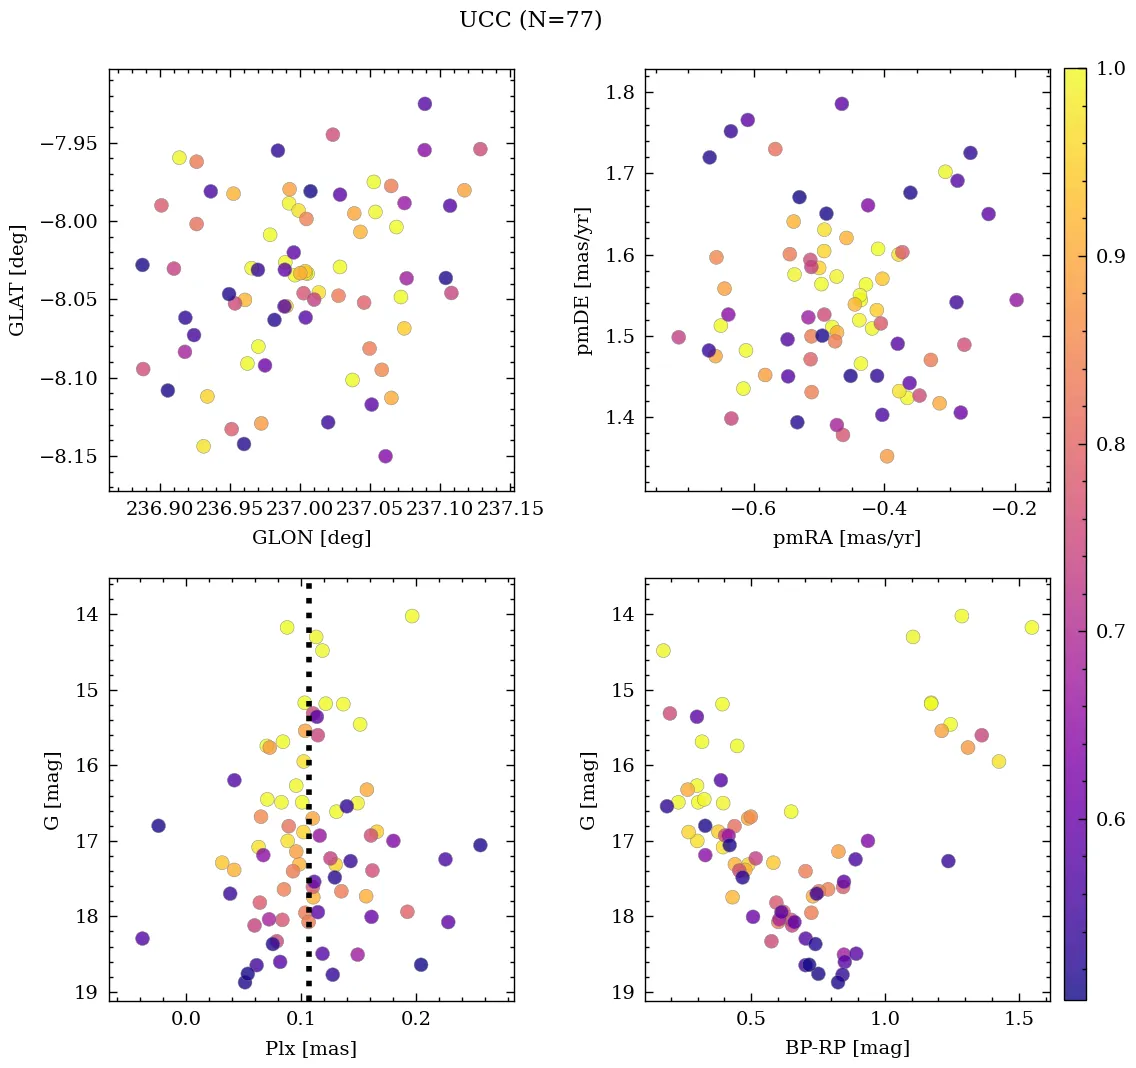 UCC (N=77)
−7.95
−8.00
−8.05
−8.10
−8.15
GLAT [deg]
236.90 236.95 237.00 237.05 237.10 237.15
GLON [deg]
1.8
1.7
1.6
1.5
1.4
pmDE [mas/yr]
−0.6 −0.4 −0.2
pmRA [mas/yr]
1.0
0.9
0.8
0.7
0.6
14
15
16
17
18
19
G [mag]
0.0 0.1 0.2
Plx [mas]
14
15
16
17
18
19
G [mag]
0.5 1.0 1.5
BP-RP [mag]